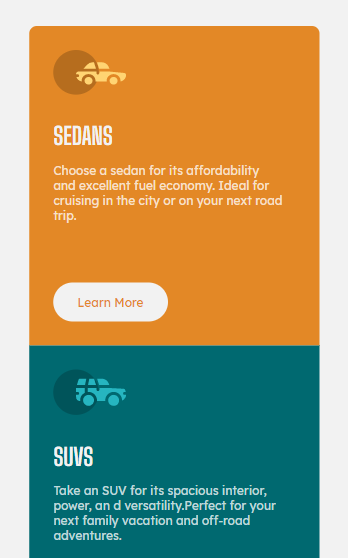 SEDANS
Choose a sedan for its affordability
and excellent fuel economy. Ideal for
cruising in the city or on your next road
trip.
Learn More
SUVS
Take an SUV for its spacious interior,
power, an d versatility.Perfect for your
next family vacation and off-road
adventures.